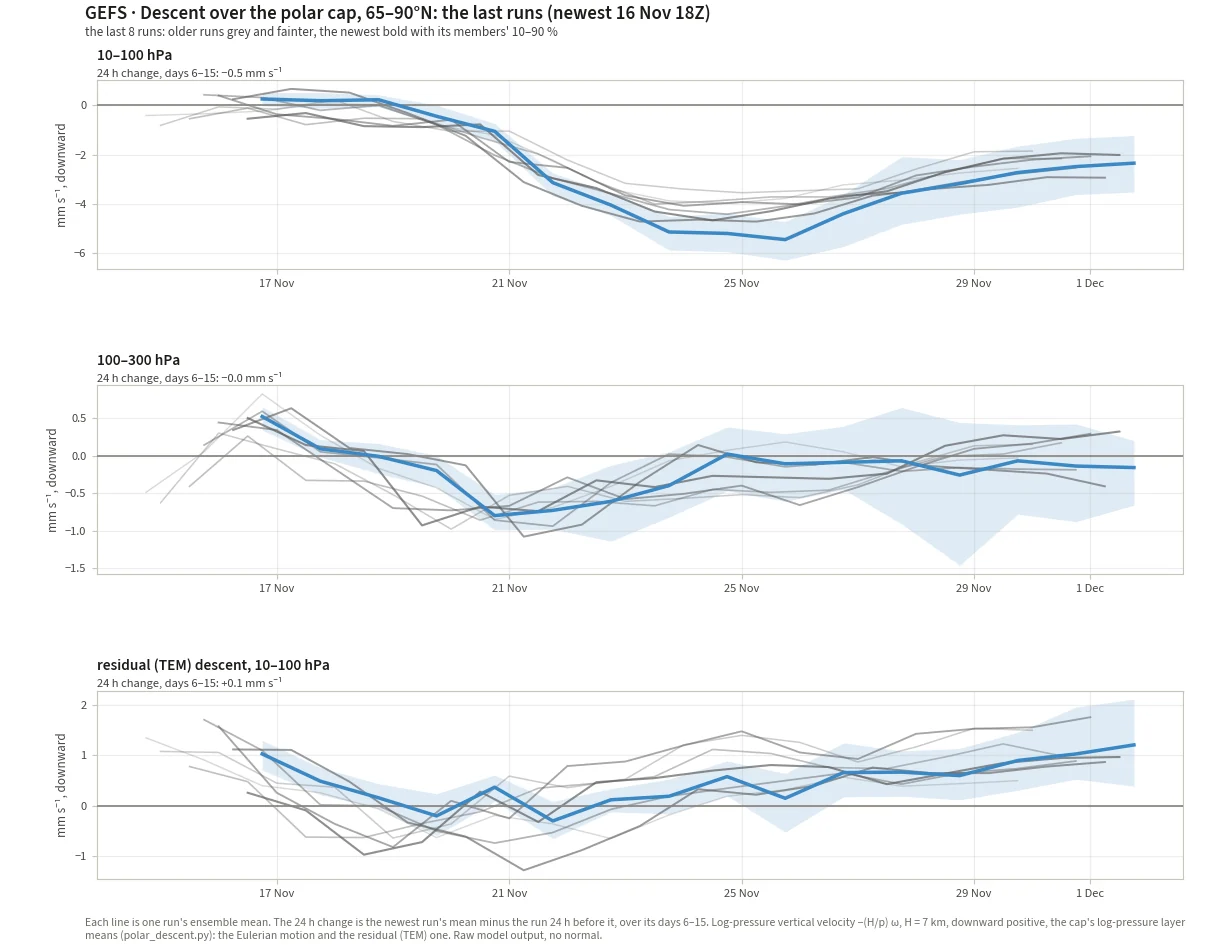 GEFS · Descent over the polar cap, 65–90°N: the last runs (newest 16 Nov 18Z)
the last 8 runs: older runs grey and fainter, the newest bold with its members' 10–90 %
10–100 hPa
24 h change, days 6–15: −0.5 mm s⁻¹
mm s⁻¹, downward
0
−2
−4
−6
17 Nov
21 Nov
25 Nov
29 Nov
1 Dec
100–300 hPa
24 h change, days 6–15: −0.0 mm s⁻¹
mm s⁻¹, downward
0.5
0.0
−0.5
−1.0
−1.5
17 Nov
21 Nov
25 Nov
29 Nov
1 Dec
residual (TEM) descent, 10–100 hPa
24 h change, days 6–15: +0.1 mm s⁻¹
mm s⁻¹, downward
2
1
0
−1
17 Nov
21 Nov
25 Nov
29 Nov
1 Dec
Each line is one run's ensemble mean. The 24 h change is the newest run's mean minus the run 24 h before it, over its days 6–15. Log-pressure vertical velocity −(H/p) ω, H = 7 km, downward positive, the cap's log-pressure layer
means (polar_descent.py): the Eulerian motion and the residual (TEM) one. Raw model output, no normal.